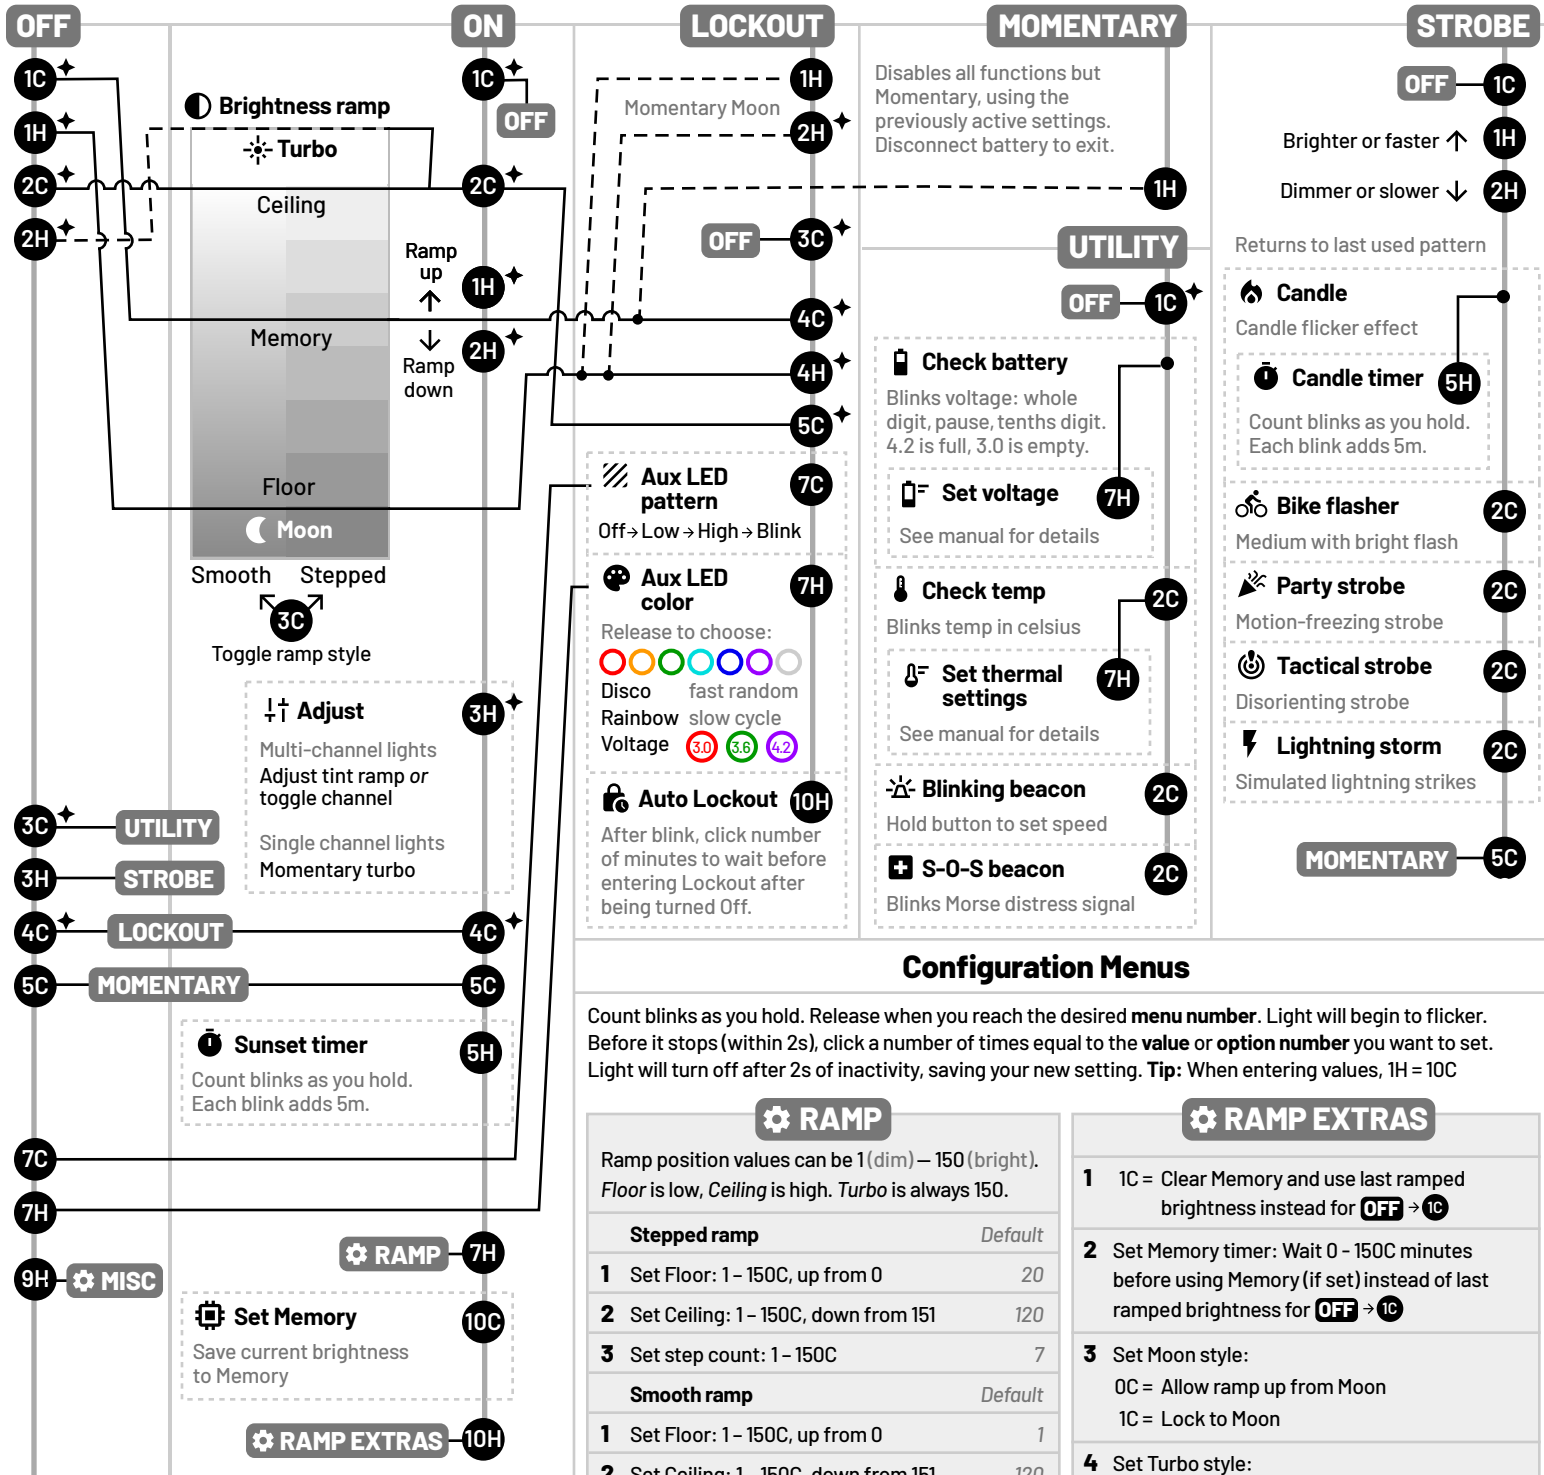 OFF
ON
LOCKOUT
MOMENTARY
STROBE
1C
1H
2C
2H
Brightness ramp
Turbo
Ceiling
Memory
Floor
Moon
Smooth Stepped
3C
Toggle ramp style
1C
OFF
2C
Ramp
up
1H
2H
Ramp
down
Adjust
3H
Multi-channel lights
Adjust tint ramp or
toggle channel
Single channel lights
Momentary turbo
3C
UTILITY
3H
STROBE
4C
LOCKOUT
4C
5C
MOMENTARY
5C
Sunset timer
5H
Count blinks as you hold.
Each blink adds 5m.
7C
7H
RAMP
7H
9H
MISC
Set Memory
10C
Save current brightness
to Memory
RAMP EXTRAS
10H
1H
Momentary Moon
2H
OFF
3C
4C
4H
5C
Aux LED
pattern
7C
Off→Low→High→Blink
Aux LED
color
7H
Release to choose:
Disco fast random
Rainbow slow cycle
Voltage 3.0 3.6 4.2
Auto Lockout
10H
After blink, click number
of minutes to wait before
entering Lockout after
being turned Off.
Disables all functions but
Momentary, using the
previously active settings.
Disconnect battery to exit.
1H
UTILITY
OFF
1C
Check battery
Blinks voltage: whole
digit, pause, tenths digit.
4.2 is full, 3.0 is empty.
Set voltage
7H
See manual for details
Check temp
2C
Blinks temp in celsius
Set thermal
settings
7H
See manual for details
Blinking beacon
2C
Hold button to set speed
S-O-S beacon
2C
Blinks Morse distress signal
OFF
1C
Brighter or faster ↑
1H
Dimmer or slower ↓
2H
Returns to last used pattern
Candle
Candle flicker effect
Candle timer
5H
Count blinks as you hold.
Each blink adds 5m.
Bike flasher
2C
Medium with bright flash
Party strobe
2C
Motion-freezing strobe
Tactical strobe
2C
Disorienting strobe
Lightning storm
2C
Simulated lightning strikes
MOMENTARY
5C
Configuration Menus
Count blinks as you hold. Release when you reach the desired menu number. Light will begin to flicker.
Before it stops (within 2s), click a number of times equal to the value or option number you want to set.
Light will turn off after 2s of inactivity, saving your new setting. Tip: When entering values, 1H = 10C
RAMP
Ramp position values can be 1 (dim) – 150 (bright).
Floor is low, Ceiling is high. Turbo is always 150.
Stepped ramp Default
1 Set Floor: 1 – 150C, up from 0 20
2 Set Ceiling: 1 – 150C, down from 151 120
3 Set step count: 1 – 150C 7
Smooth ramp Default
1 Set Floor: 1 – 150C, up from 0 1
2 Set Ceiling: 1 – 150C, down from 151 120
RAMP EXTRAS
1 1C = Clear Memory and use last ramped
brightness instead for OFF → 1C
2 Set Memory timer: Wait 0 - 150C minutes
before using Memory (if set) instead of last
ramped brightness for OFF → 1C
3 Set Moon style:
0C = Allow ramp up from Moon
1C = Lock to Moon
4 Set Turbo style: